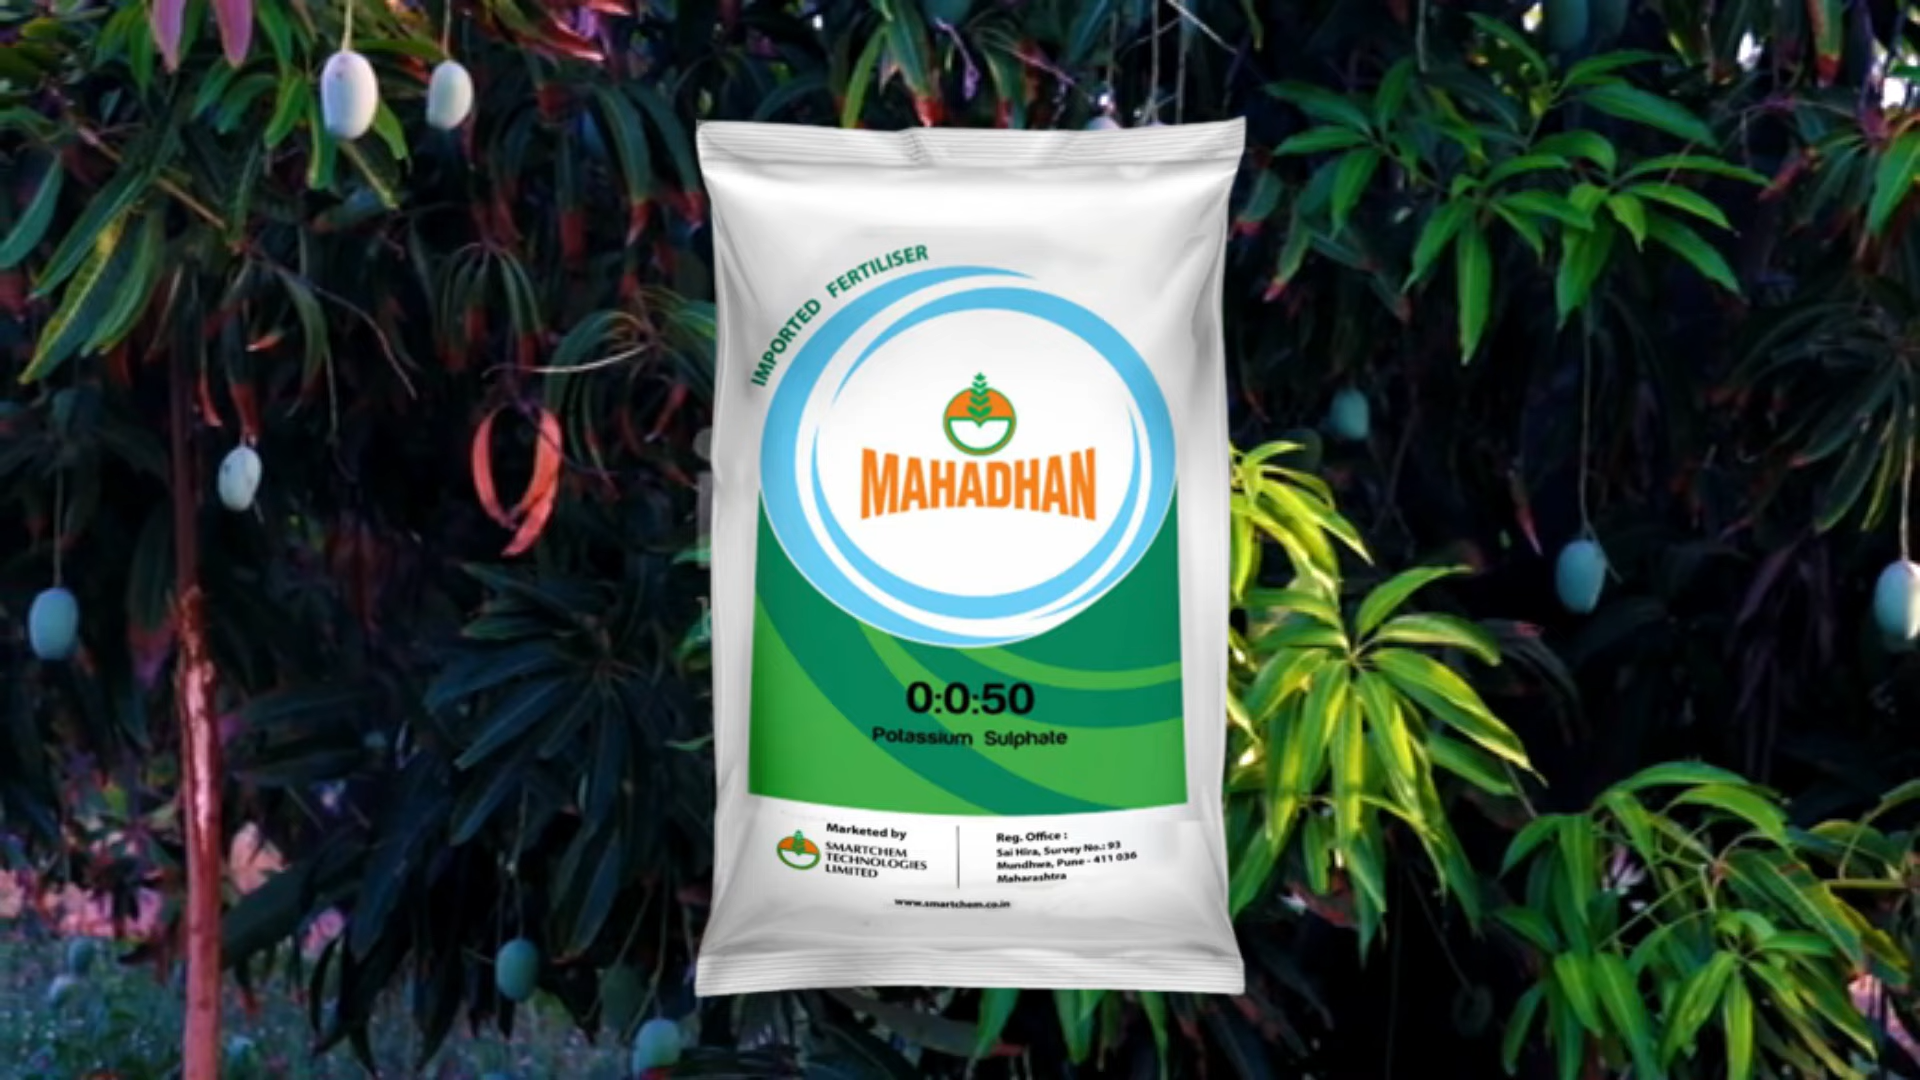 IMPORTED FERTILISER
MAHADHAN
0:0:50
Potassium Sulphate
Marketed by
SMARTCHEM
TECHNOLOGIES
LIMITED
Reg. Office :
Sai Hira, Survey No.: 93
Mundhwa, Pune - 411 036
Maharashtra
www.smartchem.co.in